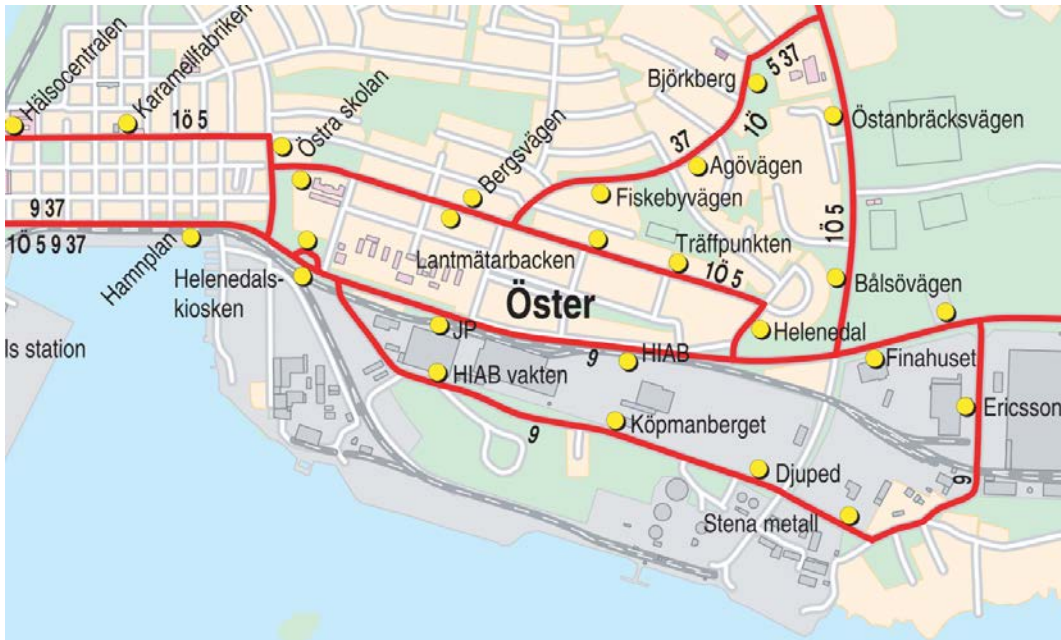 Hälsocentralen
Karamellfabriken
1Ö 5
Östra skolan
Bergsvägen
Björkberg
5 37
1Ö
37
Östanbräcksvägen
Agövägen
Fiskebyvägen
9 37
1Ö 5 9 37
Hamnplan
Helenedals-
kiosken
Lantmätarbacken
Träffpunkten
1Ö 5
1Ö 5
Bålsövägen
Öster
ls station
JP
9
HIAB
Helenedal
Finahuset
HIAB vakten
Ericsson
9
Köpmanberget
Djuped
9
Stena metall